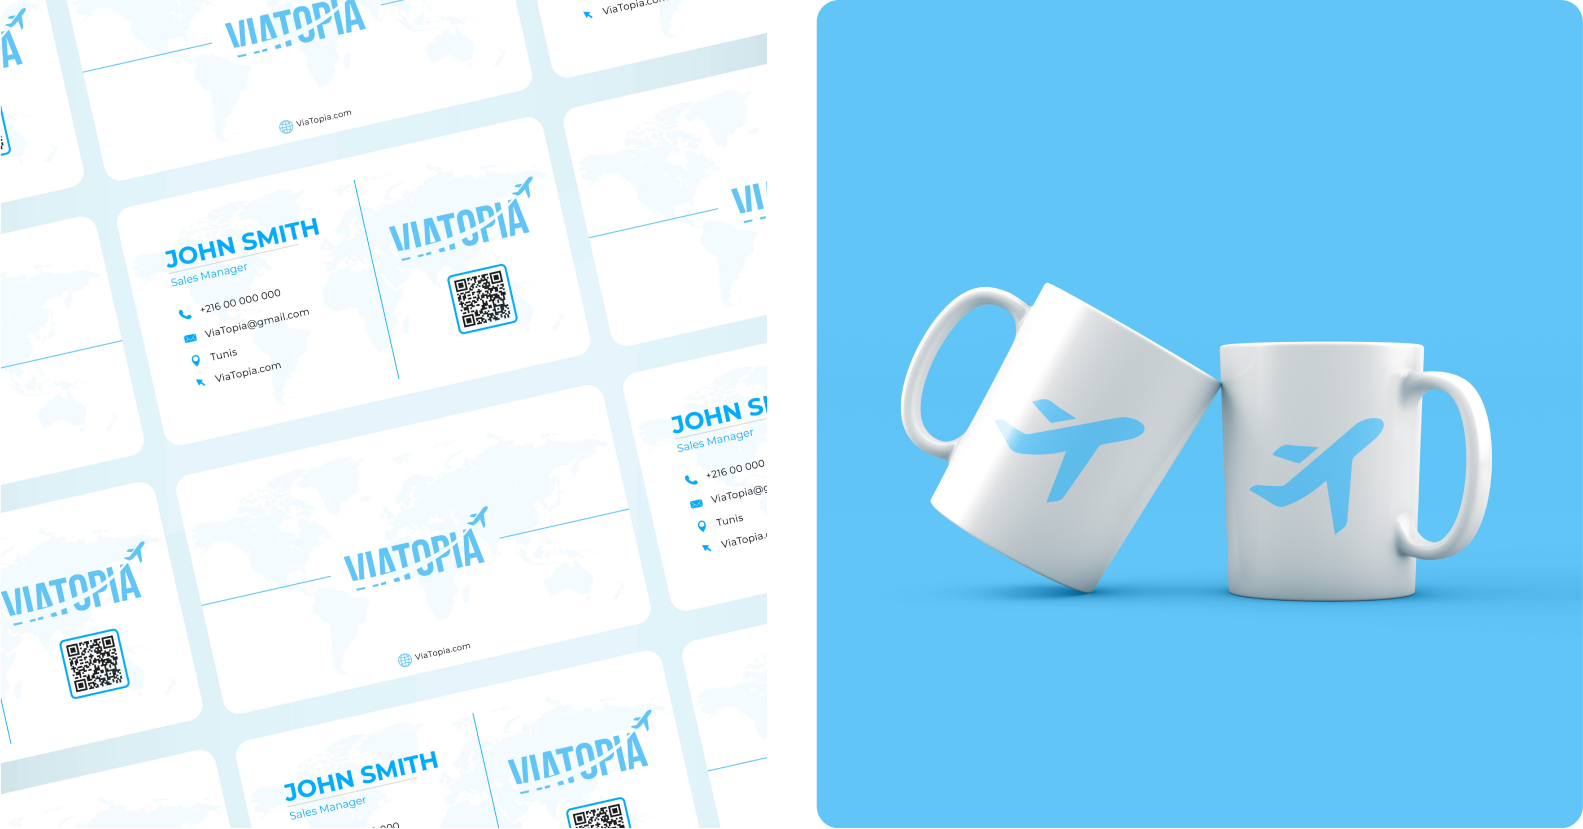 VIATOPIA
ViaTopia.com
ViaTopia.com
JOHN SMITH
Sales Manager
+216 00 000 000
ViaTopia@gmail.com
Tunis
ViaTopia.com
VIATOPIA
VI
JOHN S
Sales Manager
+216 00 000
ViaTopia@g
Tunis
ViaTopia.
VIATOPIA
ViaTopia.com
VIATOPIA
JOHN SMITH
Sales Manager
000
VIATOPIA